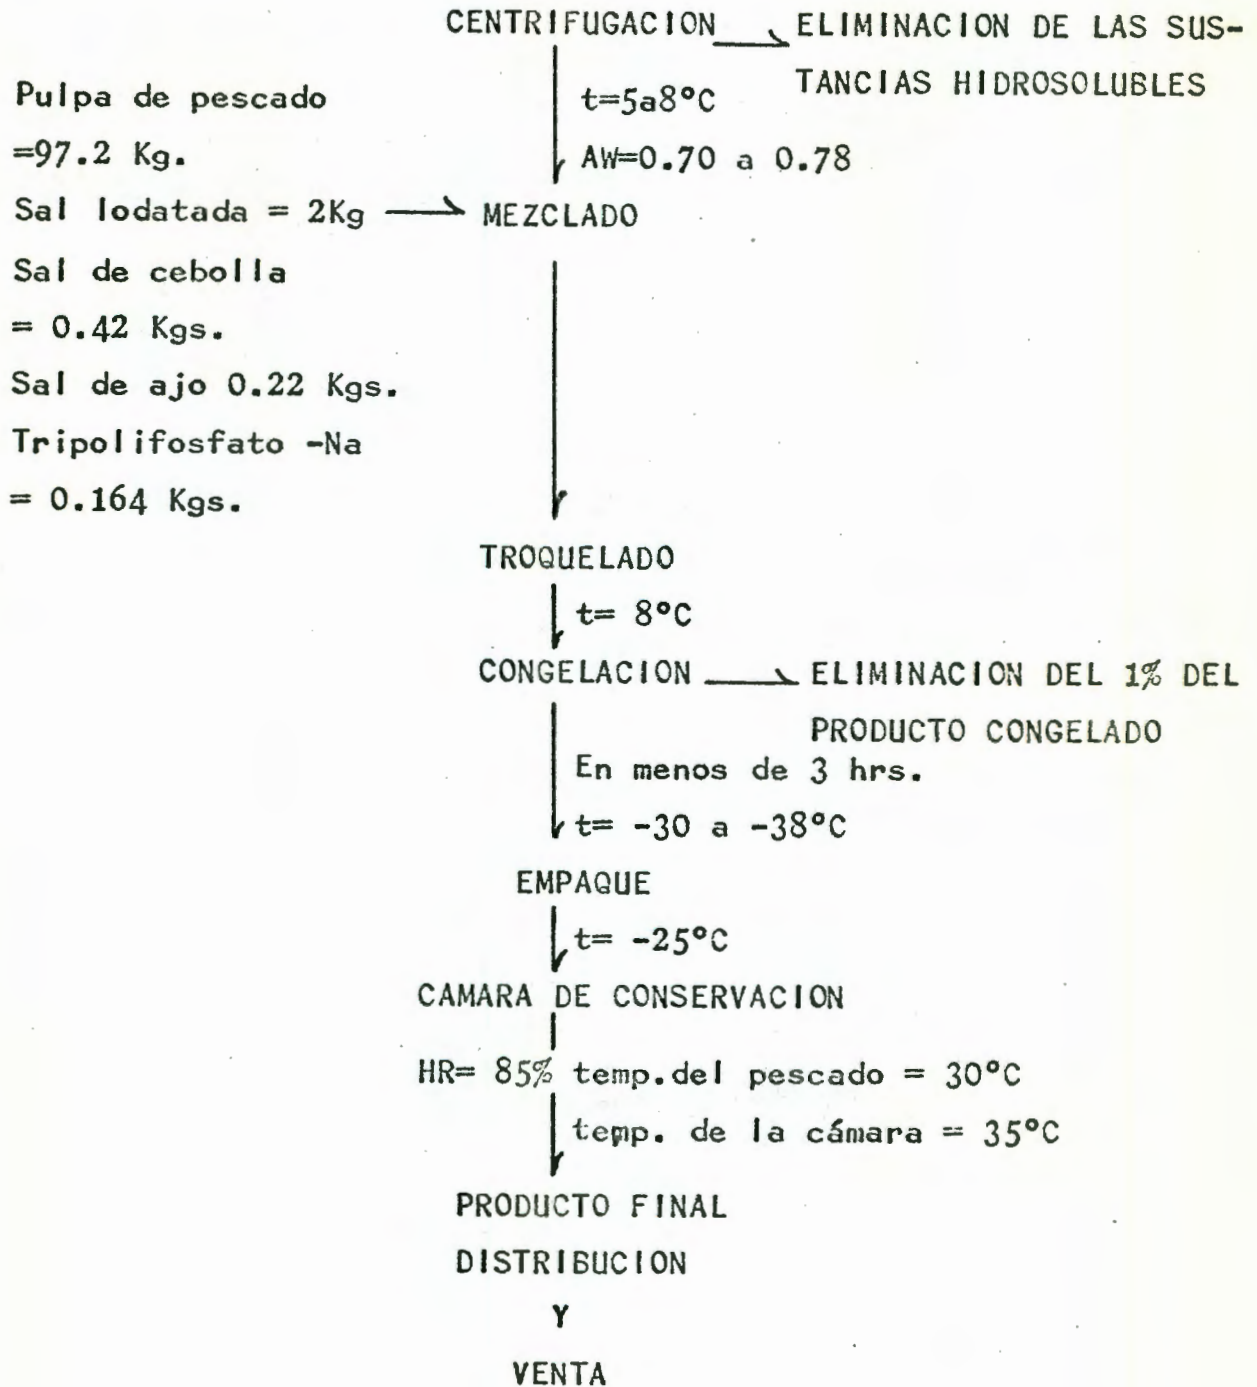 CENTRIFUGACION ELIMINACION DE LAS SUS-
TANCIAS HIDROSOLUBLES
t=5a8°C
AW=0.70 a 0.78
Pulpa de pescado
=97.2 Kg.
Sal Iodatada = 2Kg
Sal de cebolla
= 0.42 Kgs.
Sal de ajo 0.22 Kgs.
Tripolifosfato -Na
= 0.164 Kgs.
MEZCLADO
TROQUELADO
t= 8°C
CONGELACION ELIMINACION DEL 1% DEL
PRODUCTO CONGELADO
En menos de 3 hrs.
t= -30 a -38°C
EMPAQUE
t= -25°C
CAMARA DE CONSERVACION
HR= 85% temp.del pescado = 30°C
temp. de la cámara = 35°C
PRODUCTO FINAL
DISTRIBUCION
Y
VENTA